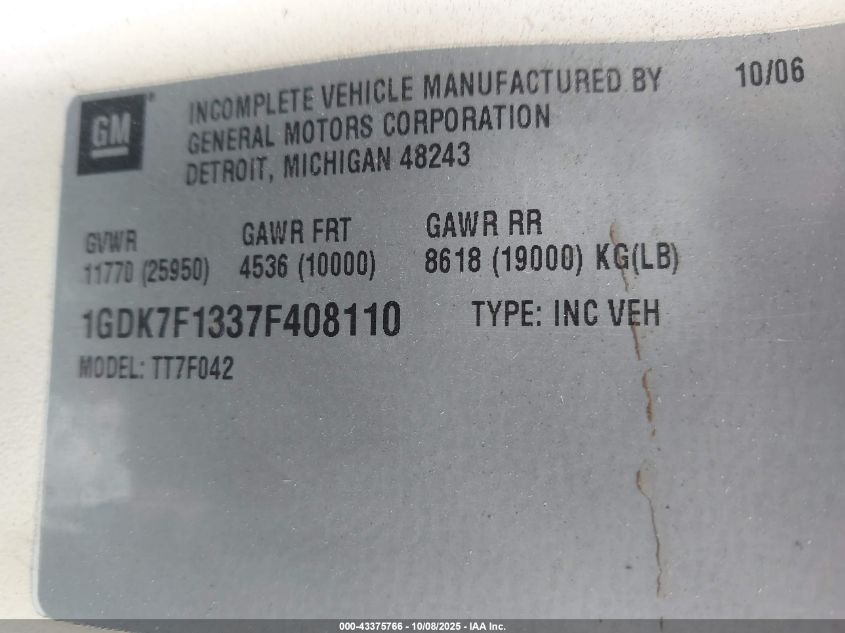 GM
INCOMPLETE VEHICLE MANUFACTURED BY 10/06
GENERAL MOTORS CORPORATION
DETROIT, MICHIGAN 48243
GVWR GAWR FRT GAWR RR
11770 (25950) 4536 (10000) 8618 (19000) KG(LB)
1GDK7F1337F408110 TYPE: INC VEH
MODEL: TT7F042
000-43375766 - 10/08/2025 - IAA Inc.